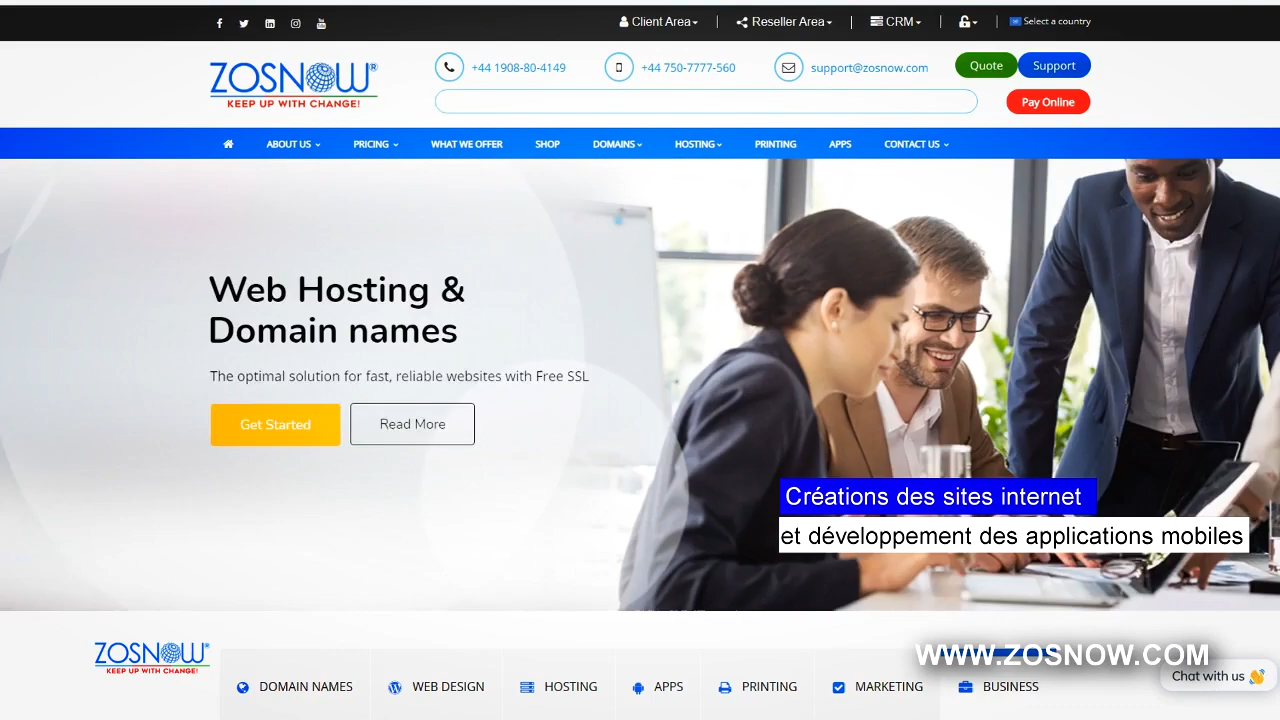 Client Area
Reseller Area
CRM
Select a country
ZOSNOW®
KEEP UP WITH CHANGE!
+44 1908-80-4149
+44 750-7777-560
support@zosnow.com
Quote
Support
Pay Online
ABOUT US
PRICING
WHAT WE OFFER
SHOP
DOMAINS
HOSTING
PRINTING
APPS
CONTACT US
Web Hosting &
Domain names
The optimal solution for fast, reliable websites with Free SSL
Get Started
Read More
Créations des sites internet
et développement des applications mobiles
ZOSNOW®
KEEP UP WITH CHANGE!
WWW.ZOSNOW.COM
Chat with us 👋
DOMAIN NAMES
WEB DESIGN
HOSTING
APPS
PRINTING
MARKETING
BUSINESS